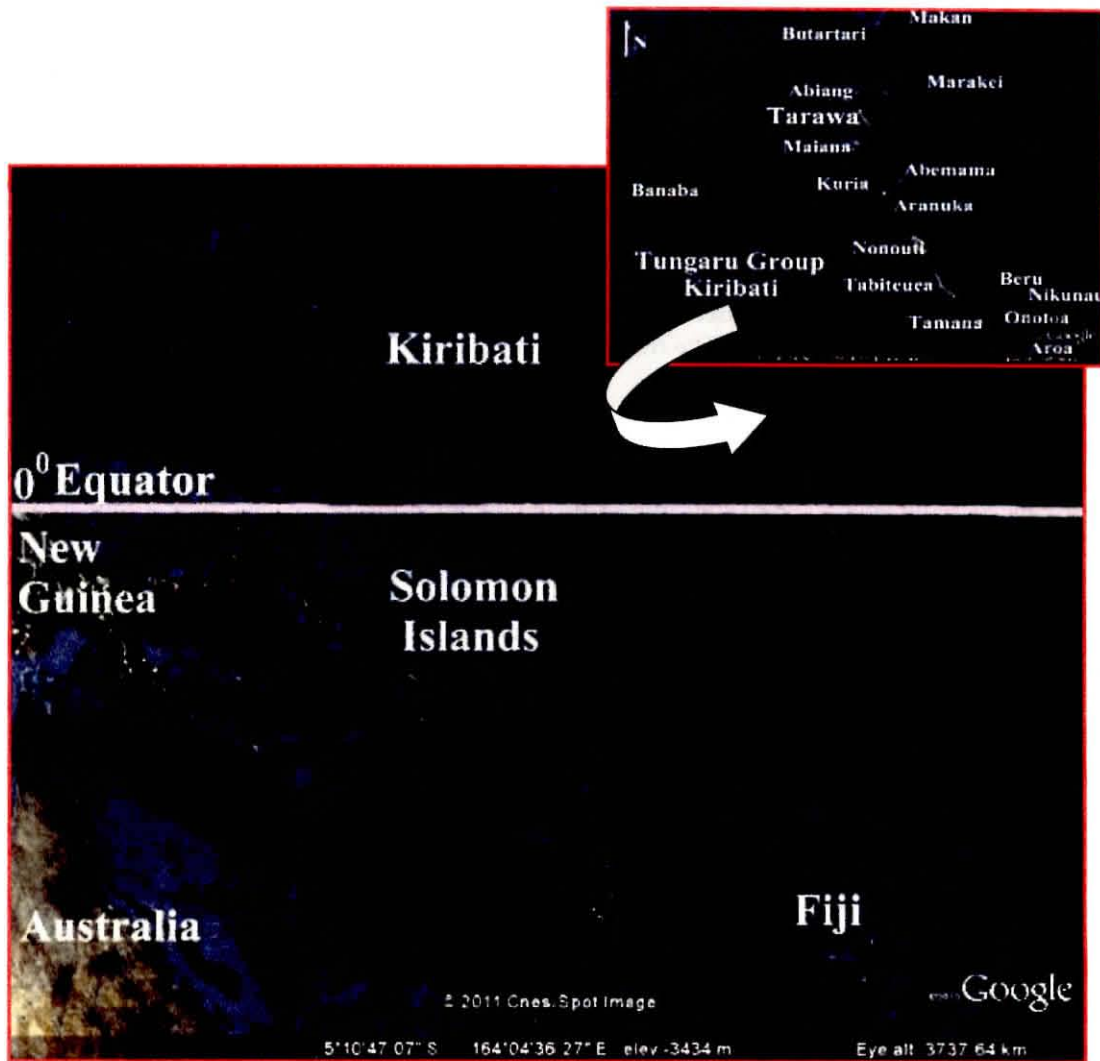 Makan
N
Butartari
Abiang
Marakei
Tarawa
Maiana
Abemama
Kuria
Banaba
Aranuka
Nonouti
Tungaru Group
Kiribati
Tabiteuea
Beru
Nikunau
Tamana
Onotoa
Google
Aroa
Kiribati
0⁰ Equator
New
Guinea
Solomon
Islands
Australia
Fiji
Google
© 2011 Cnes/Spot Image
5°10'47.07" S 164°04'36.27" E elev -3434 m Eye alt 3737.64 km